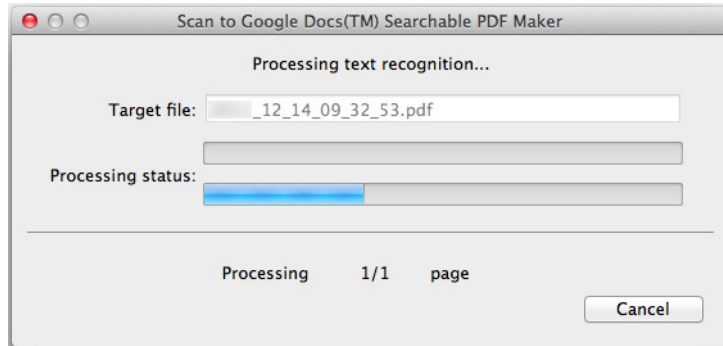 Scan to Google Docs(TM) Searchable PDF Maker
Processing text recognition...
Target file: _12_14_09_32_53.pdf
Processing status:
Processing 1/1 page
Cancel